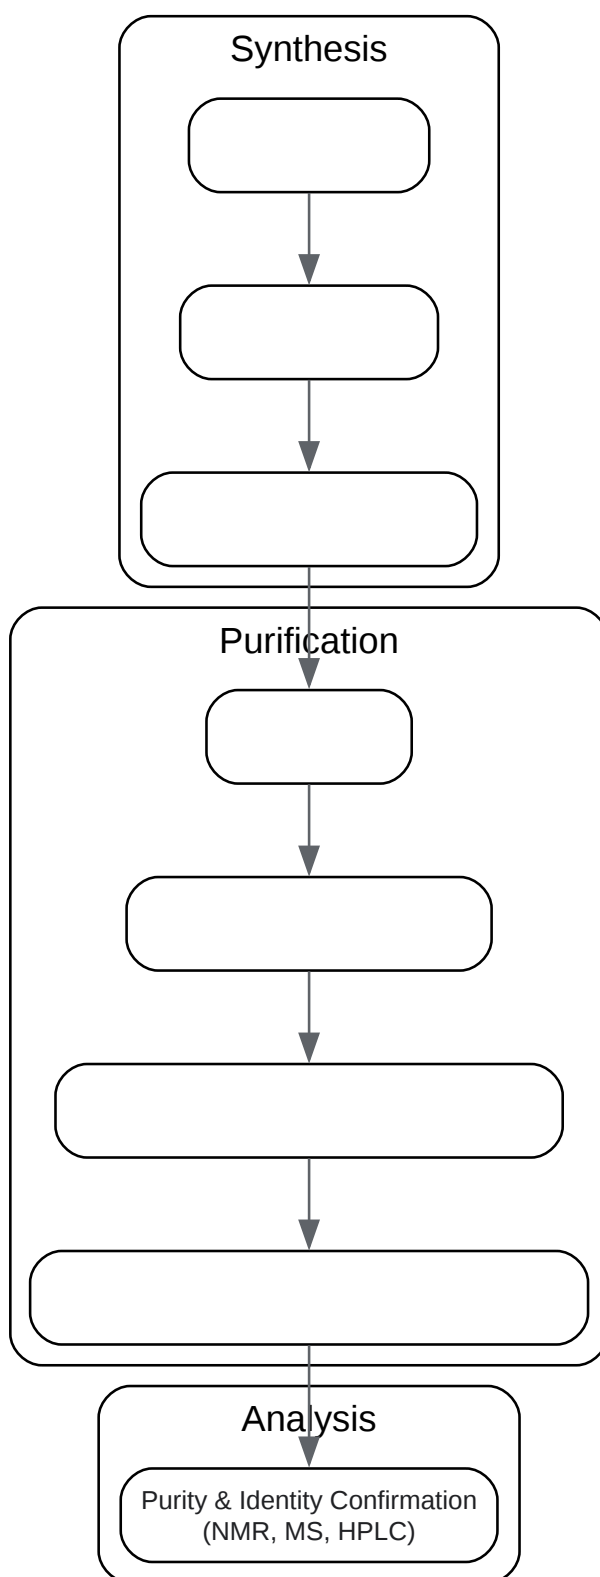 Synthesis
Purification
Analysis
Purity & Identity Confirmation
(NMR, MS, HPLC)